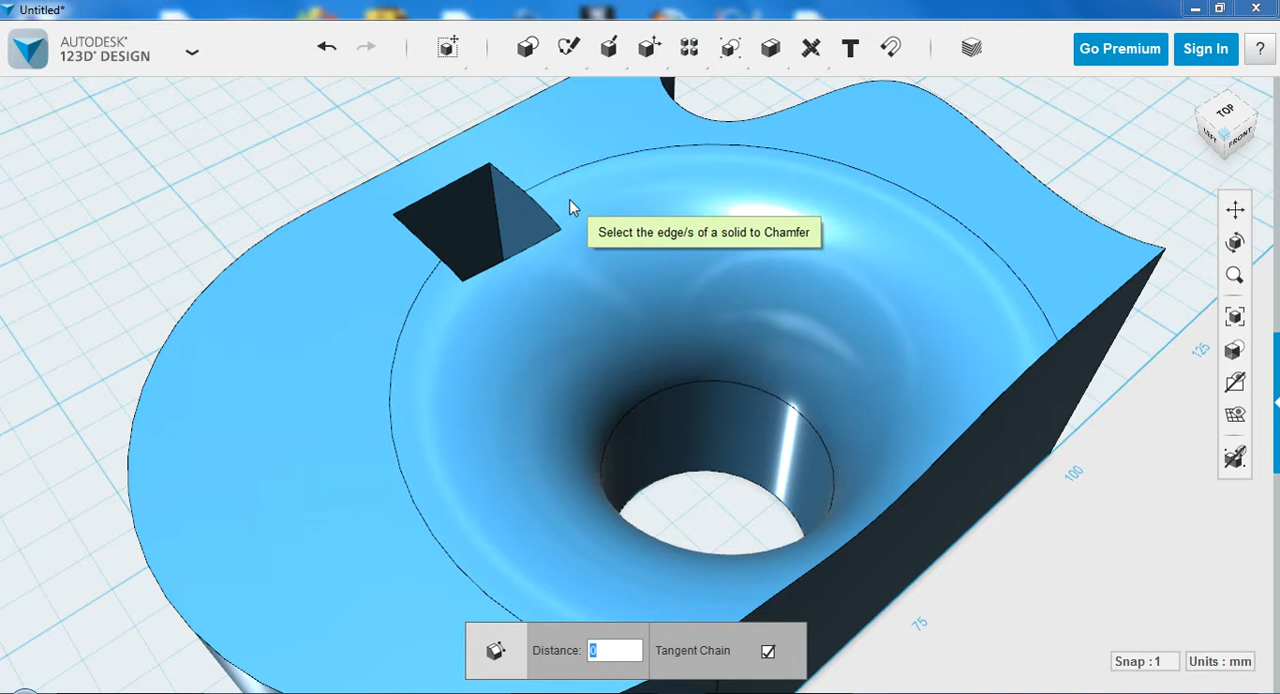 Untitled*
AUTODESK®
123D® DESIGN
T
Go Premium
Sign In
?
TOP
LEFT
FRONT
Select the edge/s of a solid to Chamfer
125
100
75
Distance: 0
Tangent Chain
Snap : 1
Units : mm